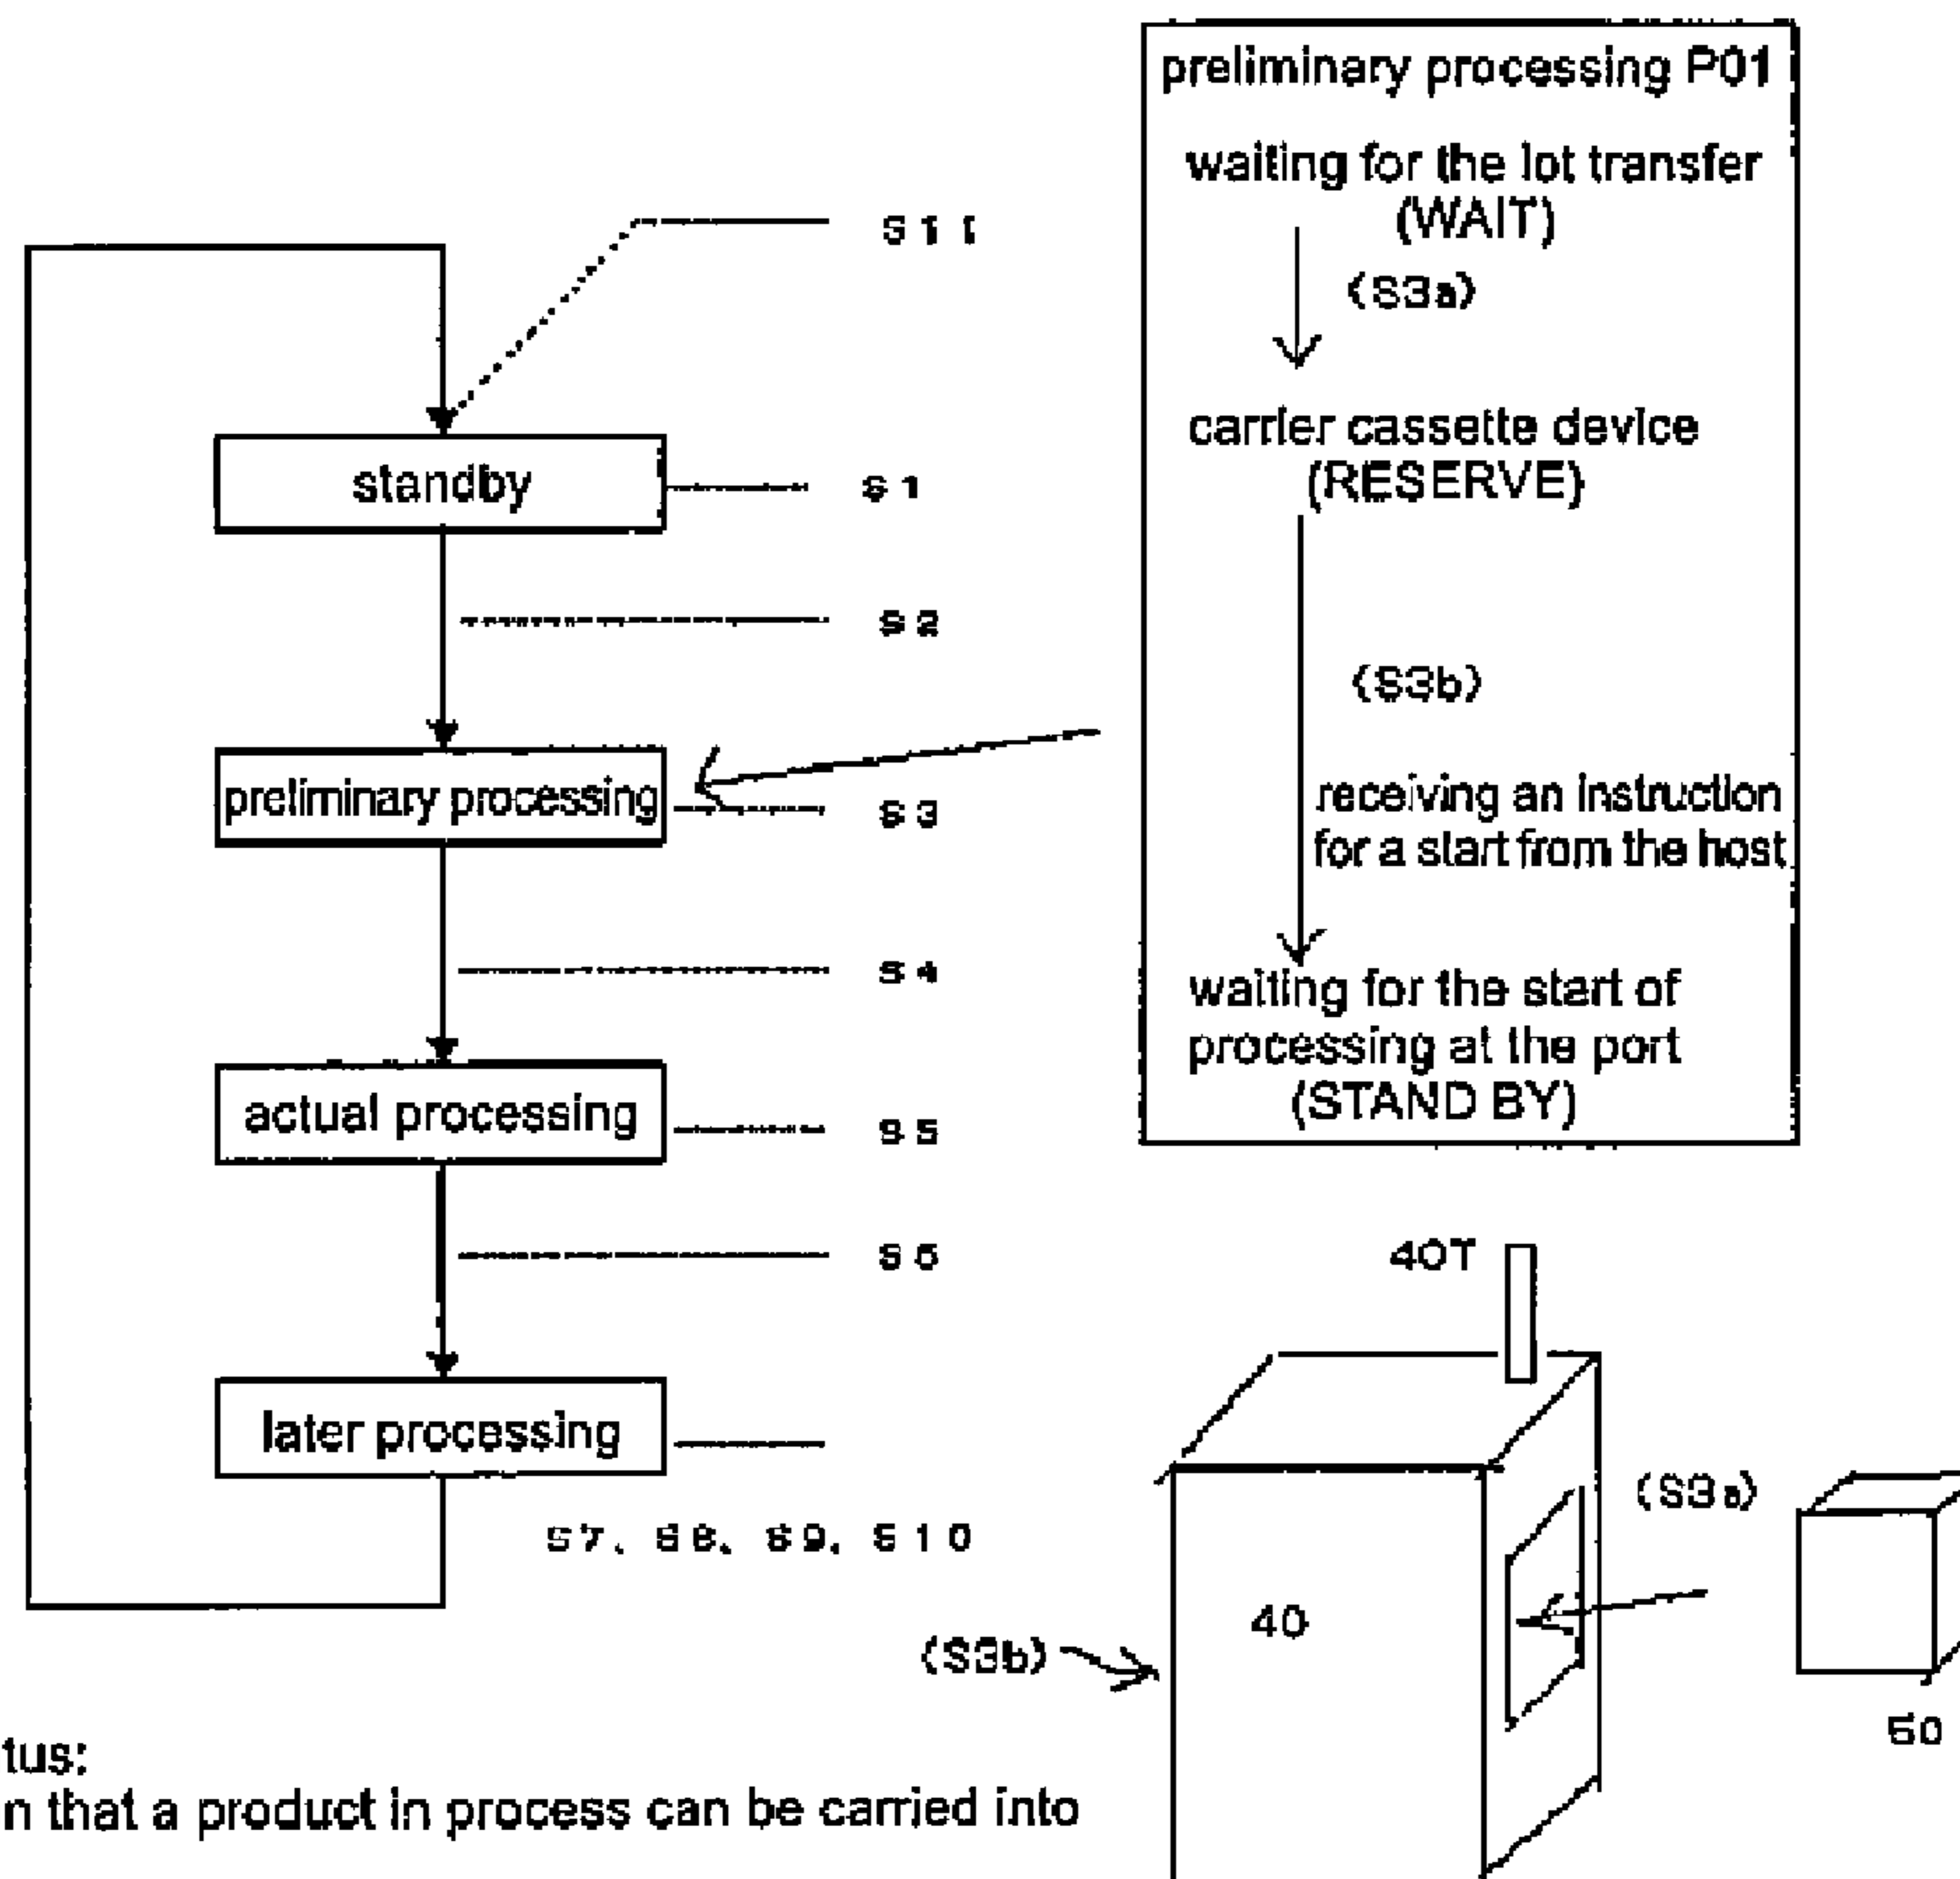 S11
standby
S1
S2
preliminary processing
S3
S4
actual processing
S5
S6
later processing
S7, S8, S9, S10
preliminary processing P01
waiting for the lot transfer
(WAIT)
(S3a)
carrier cassette device
(RESERVE)
(S3b)
receiving an instruction
for a start from the host
waiting for the start of
processing at the port
(STAND BY)
40T
(S3a)
40
(S3b)
50
tus:
n that a product in process can be carried into